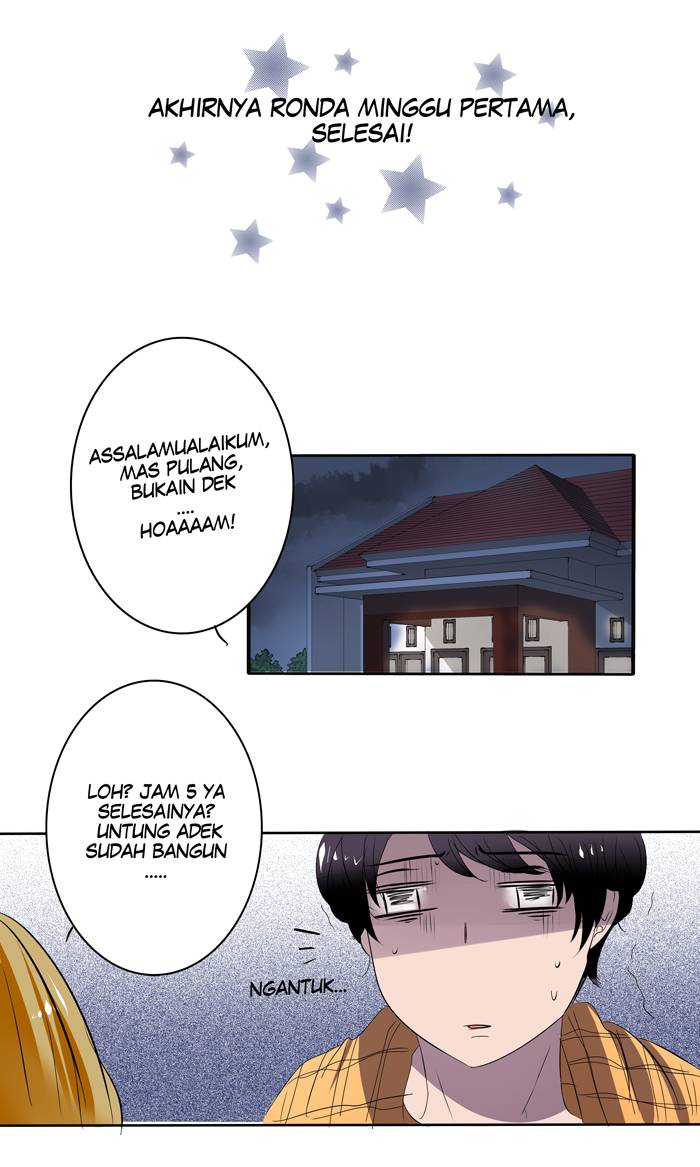 AKHIRNYA RONDA MINGGU PERTAMA,
SELESAI!
ASSALAMUALAIKUM,
MAS PULANG,
BUKAIN DEK
....
HOAAAAM!
LOH? JAM 5 YA
SELESAINYA?
UNTUNG ADEK
SUDAH BANGUN
.....
NGANTUK...